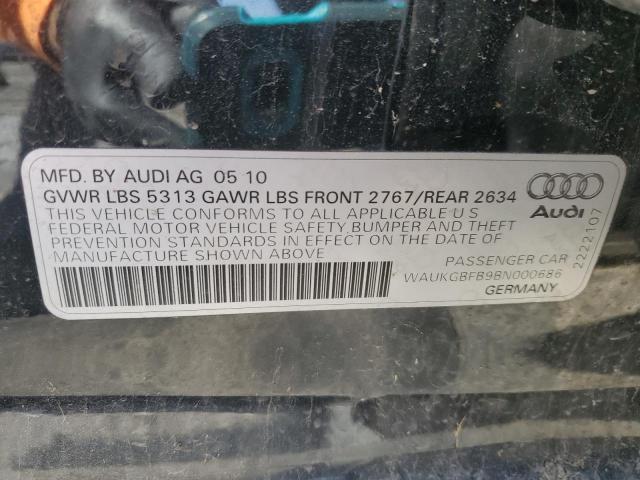 MFD. BY AUDI AG 05 10
GVWR LBS 5313 GAWR LBS FRONT 2767/REAR 2634
THIS VEHICLE CONFORMS TO ALL APPLICABLE U S
FEDERAL MOTOR VEHICLE SAFETY,BUMPER AND THEFT
PREVENTION STANDARDS IN EFFECT ON THE DATE OF
MANUFACTURE SHOWN ABOVE
Audi
PASSENGER CAR
WAUKGBFB9BN000686
GERMANY
2222107